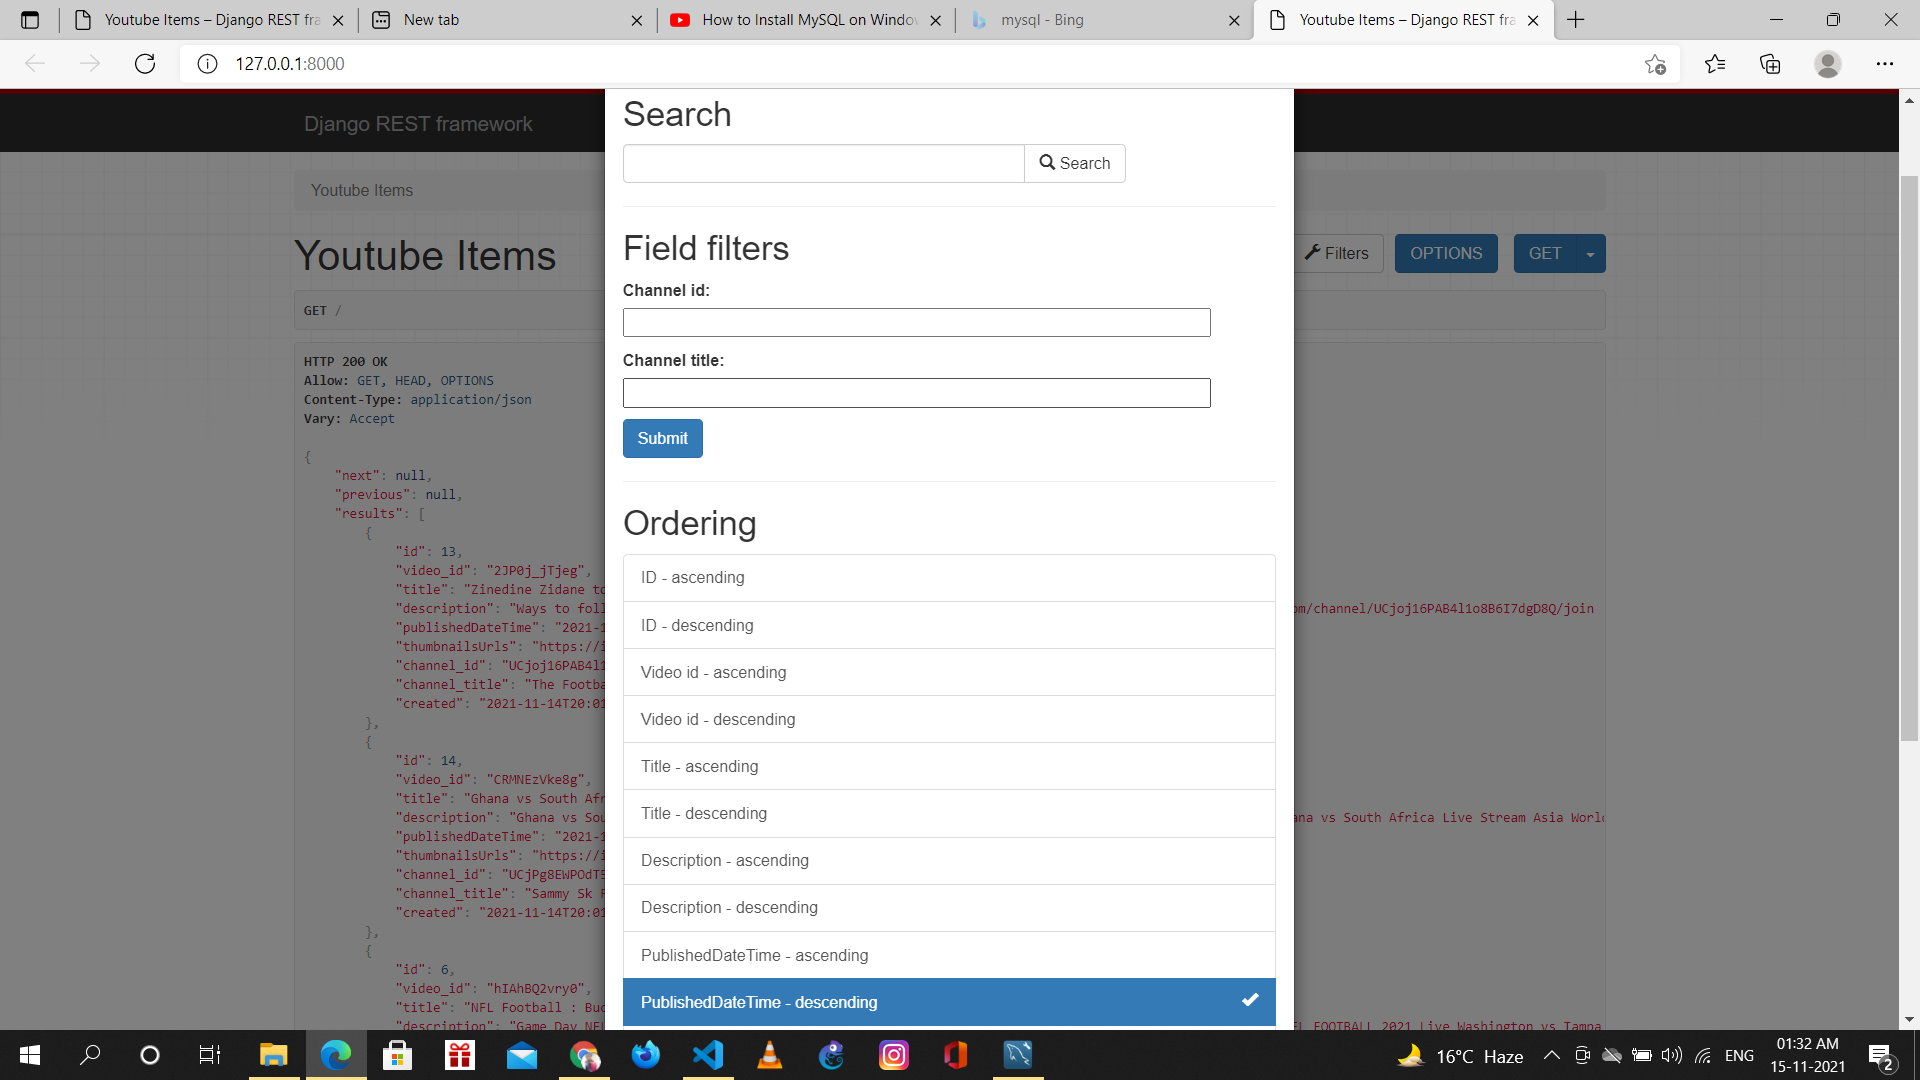 Youtube Items – Django REST fra
New tab
How to Install MySQL on Windo
mysql - Bing
Youtube Items – Django REST fra
127.0.0.1:8000
Django REST framework
Youtube Items
Youtube Items
Filters
OPTIONS
GET
GET /
HTTP 200 OK
Allow: GET, HEAD, OPTIONS
Content-Type: application/json
Vary: Accept
{
"next": null,
"previous": null,
"results": [
{
"id": 13,
"video_id": "2JP0j_jTjeg",
"title": "Zinedine Zidane to
"description": "Ways to foll
om/channel/UCjoj16PAB4l1o8B6I7dgD8Q/join
"publishedDateTime": "2021-1
"thumbnailsUrls": "https://i
"channel_id": "UCjoj16PAB4l1
"channel_title": "The Footba
"created": "2021-11-14T20:01
},
{
"id": 14,
"video_id": "CRMNEzVke8g",
"title": "Ghana vs South Afr
"description": "Ghana vs Sou
ana vs South Africa Live Stream Asia Worl
"publishedDateTime": "2021-1
"thumbnailsUrls": "https://i
"channel_id": "UCjPg8EWPOdT5
"channel_title": "Sammy Sk
"created": "2021-11-14T20:01
},
{
"id": 6,
"video_id": "hIAhBQ2vry0",
"title": "NFL Football : Buc
"description": "Game Day NFL
FOOTBALL 2021 Live Washington vs Tampa
Search
Search
Field filters
Channel id:
Channel title:
Submit
Ordering
ID - ascending
ID - descending
Video id - ascending
Video id - descending
Title - ascending
Title - descending
Description - ascending
Description - descending
PublishedDateTime - ascending
PublishedDateTime - descending
16°C Haze
ENG
01:32 AM
15-11-2021
2